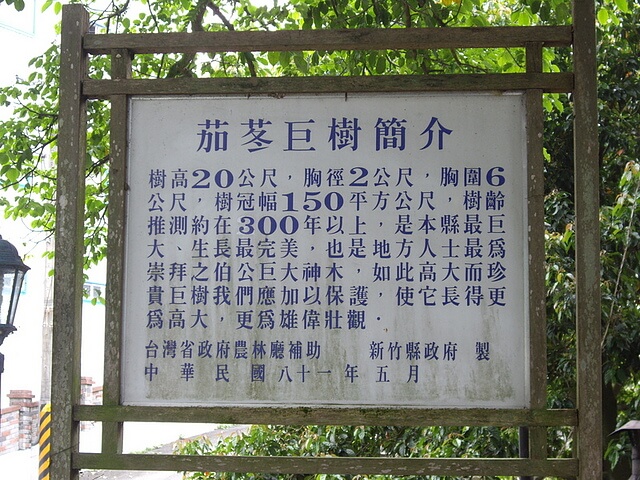 茄苳巨樹簡介
樹高20公尺，胸徑2公尺，胸圍6
公尺，樹冠幅150平方公尺，樹齡
推測約在300年以上，是本縣最巨
大、生長最完美，也是地方人士最為
崇拜之伯公巨大神木，如此高大而珍
貴巨樹我們應加以保護，使它長得更
為高大，更為雄偉壯觀．
台灣省政府農林廳補助 新竹縣政府 製
中華民國八十一年五月